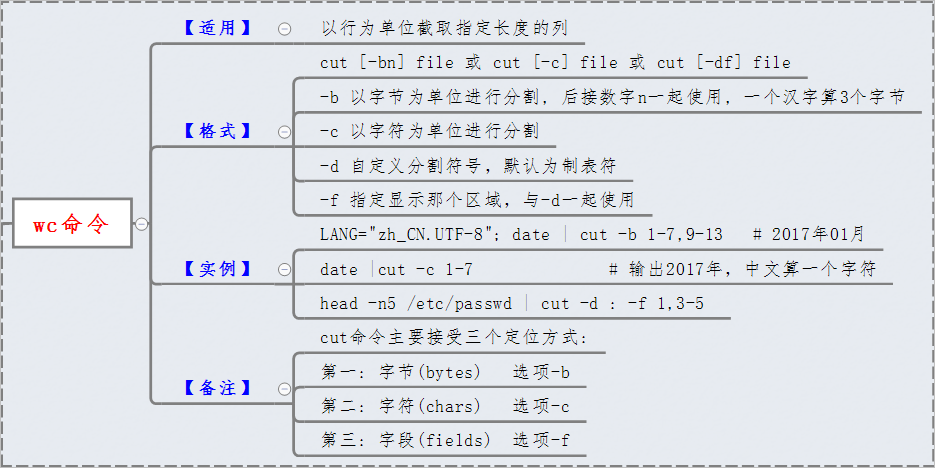 【适用】
以行为单位截取指定长度的列
cut [-bn] file 或 cut [-c] file 或 cut [-df] file
-b 以字节为单位进行分割，后接数字n一起使用，一个汉字算3个字节
【格式】
-c 以字符为单位进行分割
-d 自定义分割符号，默认为制表符
-f 指定显示那个区域，与-d一起使用
wc命令
LANG="zh_CN.UTF-8"; date | cut -b 1-7,9-13 # 2017年01月
【实例】
date |cut -c 1-7 # 输出2017年，中文算一个字符
head -n5 /etc/passwd | cut -d : -f 1,3-5
cut命令主要接受三个定位方式:
第一: 字节(bytes) 选项-b
【备注】
第二: 字符(chars) 选项-c
第三: 字段(fields) 选项-f